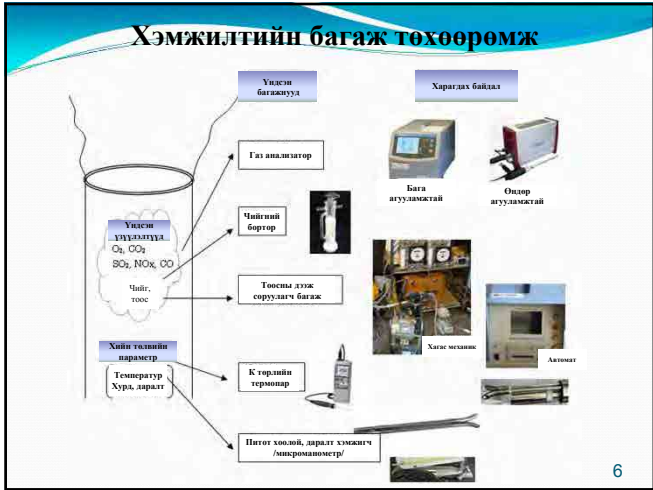 Хэмжилтийн багаж төхөөрөмж
Үндсэн
багажнууд
Харагдах байдал
Газ анализатор
Бага
агууламжтай
Өндөр
агууламжтай
Үндсэн
үзүүлэлтүүд
O₂, CO₂
SO₂, NOx, CO
Чийг,
тоос
Чийгний
бортор
Тоосны дээж
соруулагч багаж
Хагас механик
Автомат
Хийн төлвийн
параметр
Температур
Хурд, даралт
К төрлийн
термопар
Питот хоолой, даралт хэмжигч
/микроманометр/
6